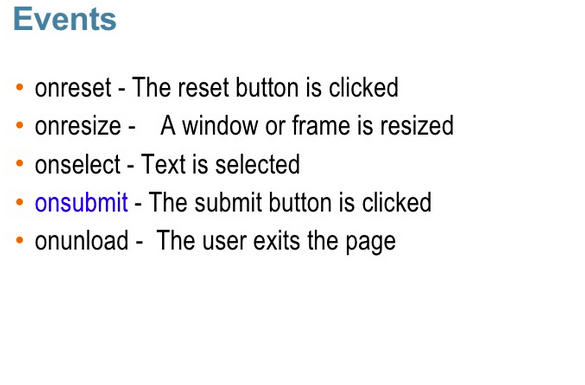 Events
• onreset - The reset button is clicked
• onresize - A window or frame is resized
• onselect - Text is selected
• onsubmit - The submit button is clicked
• onunload - The user exits the page